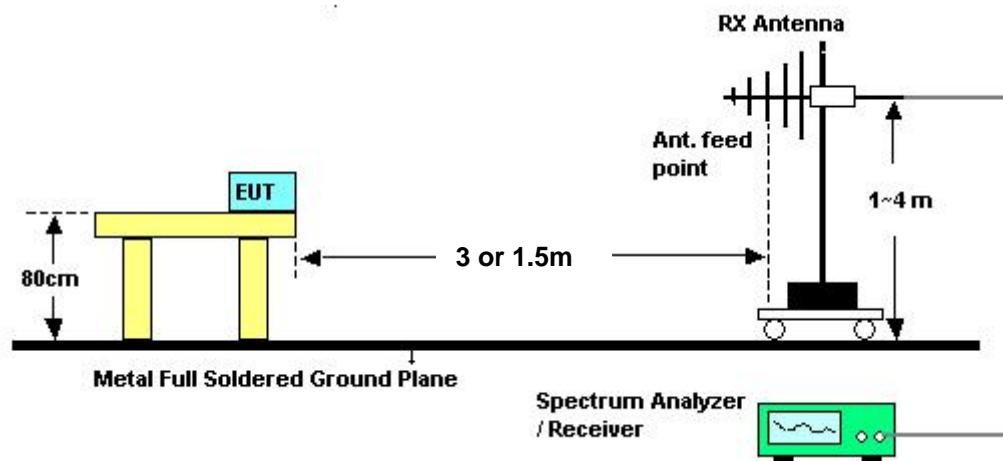 RX Antenna
Ant. feed
point
EUT
1~4 m
3 or 1.5m
80cm
Metal Full Soldered Ground Plane
Spectrum Analyzer
/ Receiver